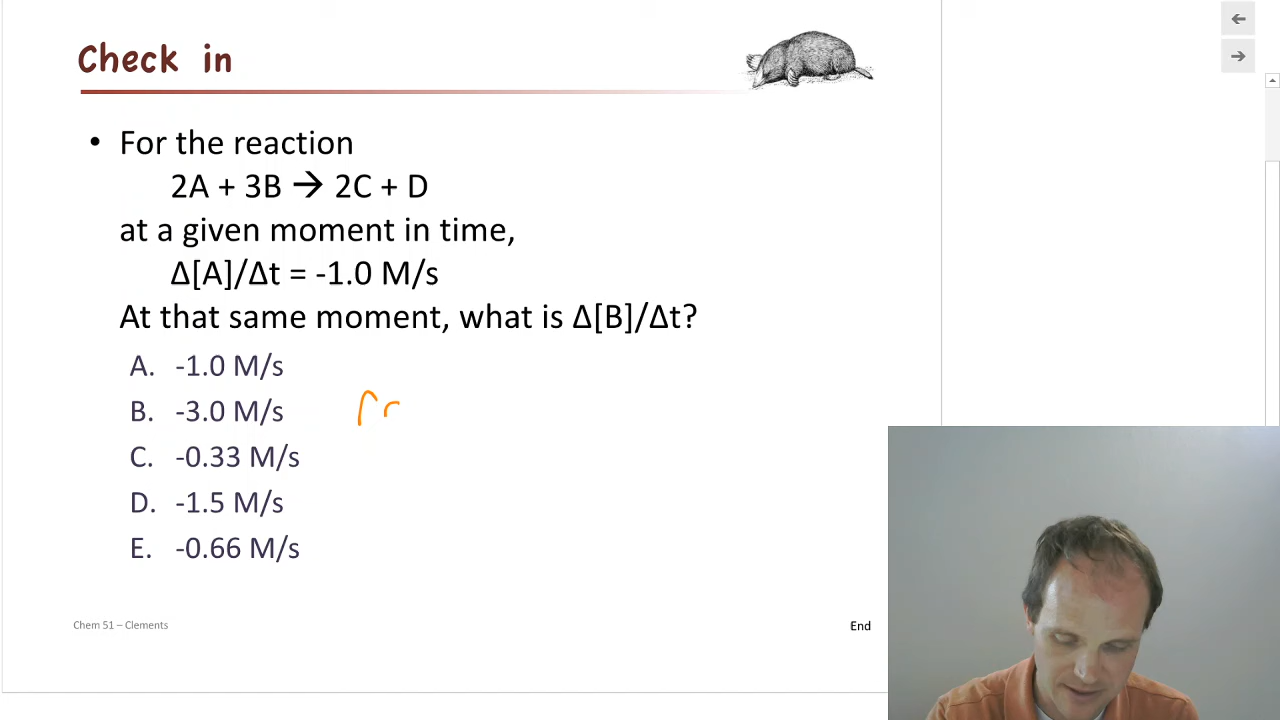 Check in
• For the reaction
2A + 3B → 2C + D
at a given moment in time,
Δ[A]/Δt = -1.0 M/s
At that same moment, what is Δ[B]/Δt?
A. -1.0 M/s
B. -3.0 M/s
C. -0.33 M/s
D. -1.5 M/s
E. -0.66 M/s
Chem 51 – Clements
End